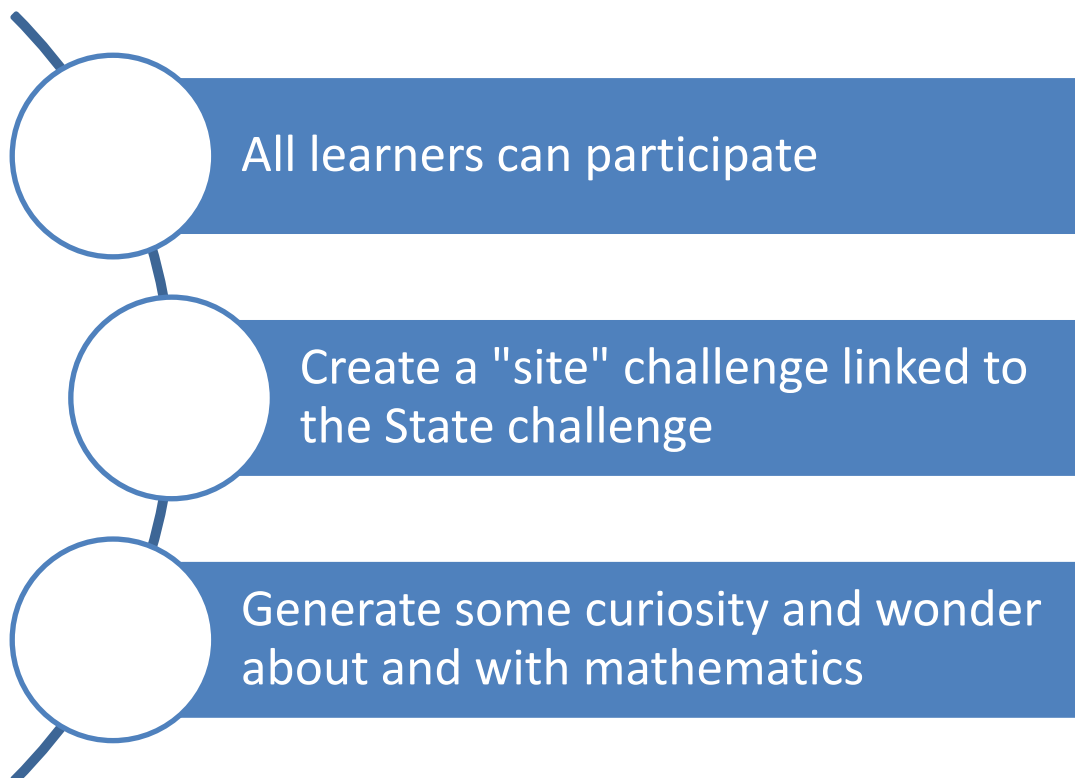 All learners can participate
Create a "site" challenge linked to
the State challenge
Generate some curiosity and wonder
about and with mathematics